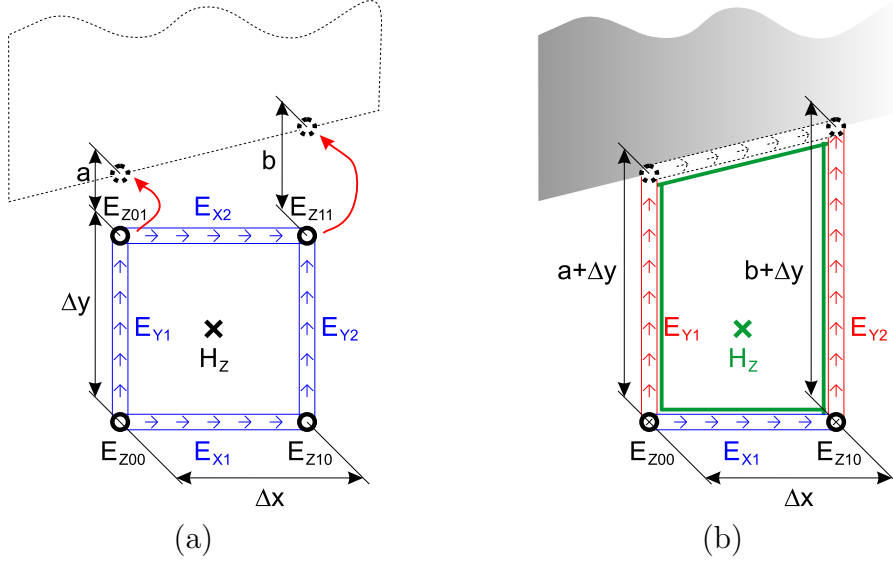 a
b
E_Z01
E_X2
E_Z11
Δy
E_Y1
E_Y2
H_Z
E_Z00
E_X1
E_Z10
Δx
(a)
a+Δy
b+Δy
E_Y1
E_Y2
H_Z
E_Z00
E_X1
E_Z10
Δx
(b)